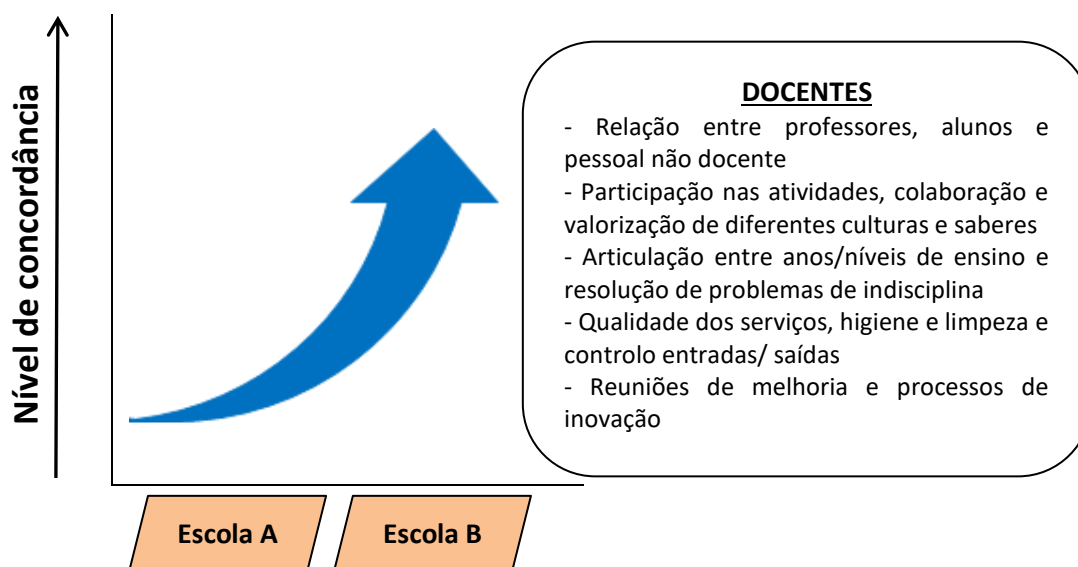 Nível de concordância
DOCENTES
- Relação entre professores, alunos e
pessoal não docente
- Participação nas atividades, colaboração e
valorização de diferentes culturas e saberes
- Articulação entre anos/níveis de ensino e
resolução de problemas de indisciplina
- Qualidade dos serviços, higiene e limpeza e
controlo entradas/ saídas
- Reuniões de melhoria e processos de
inovação
Escola A
Escola B